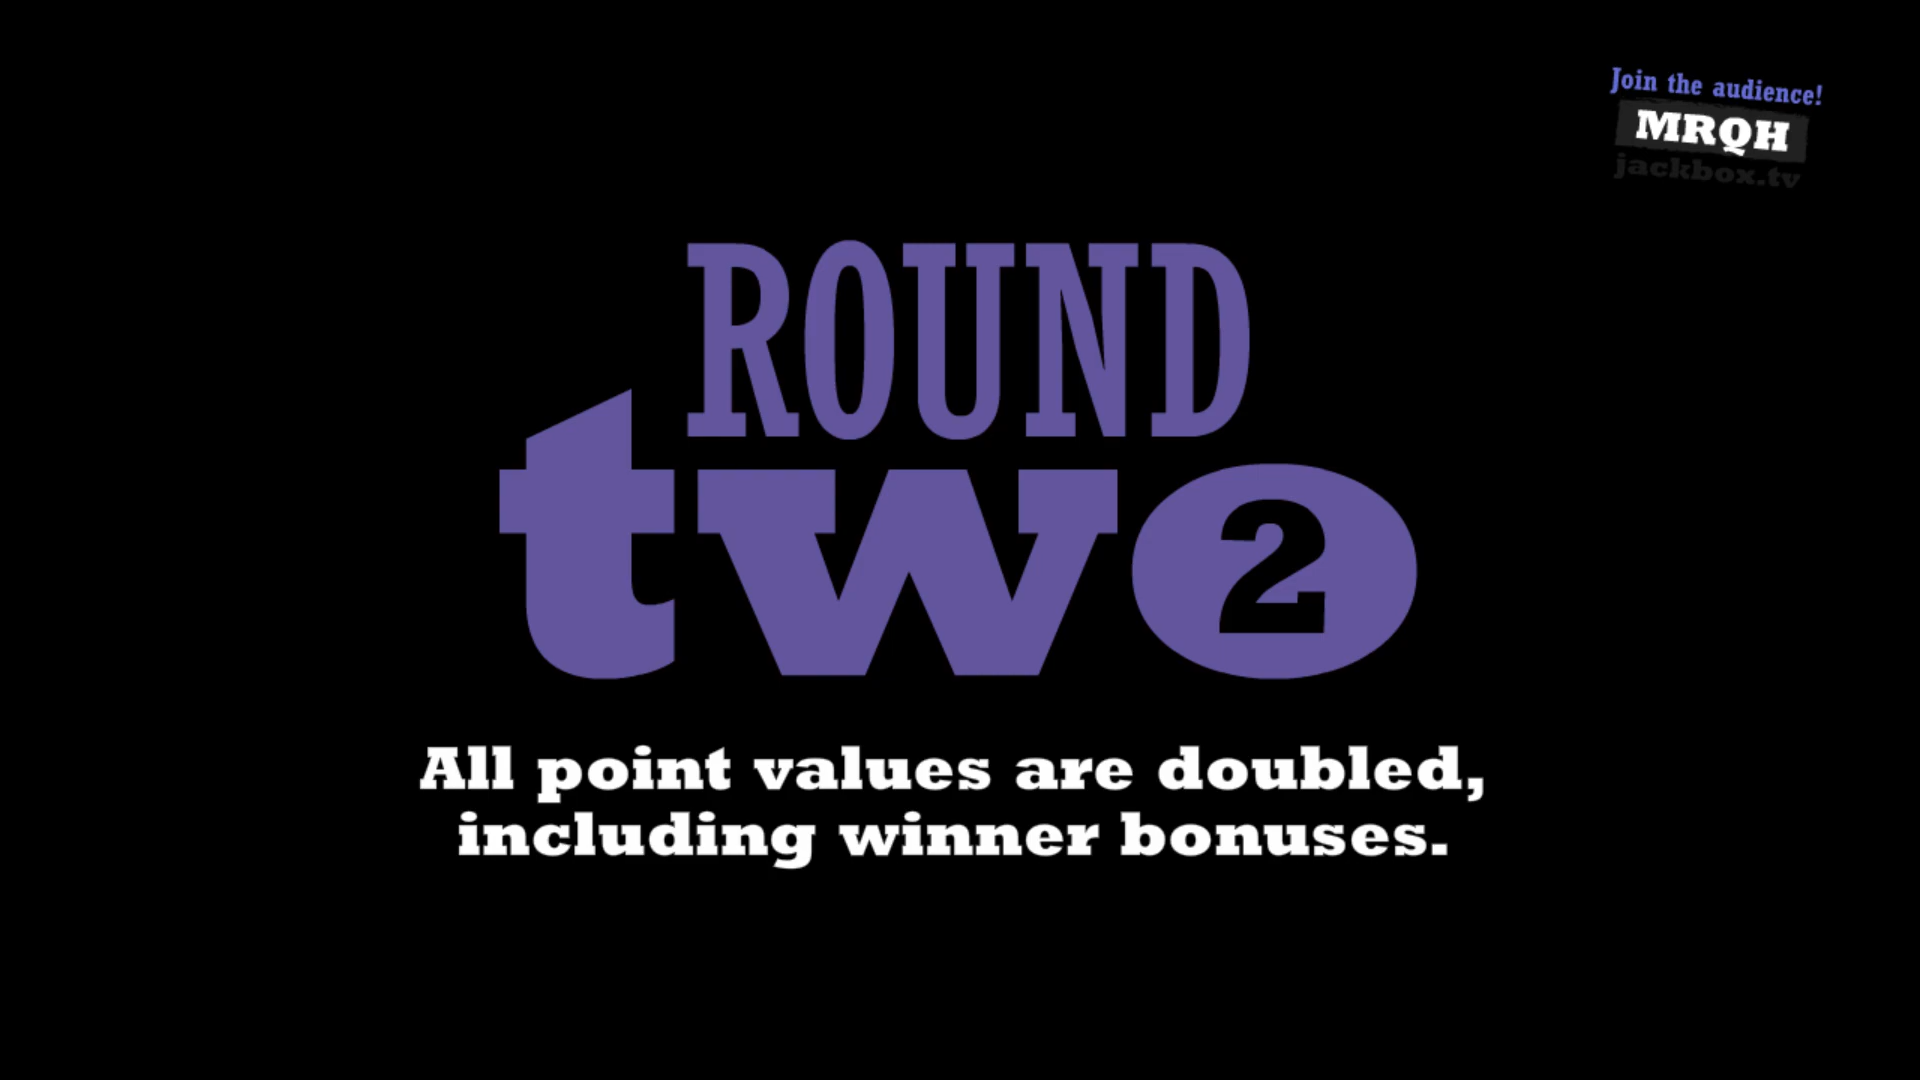 Join the audience!
MRQH
jackbox.tv
ROUND
two
2
All point values are doubled,
including winner bonuses.